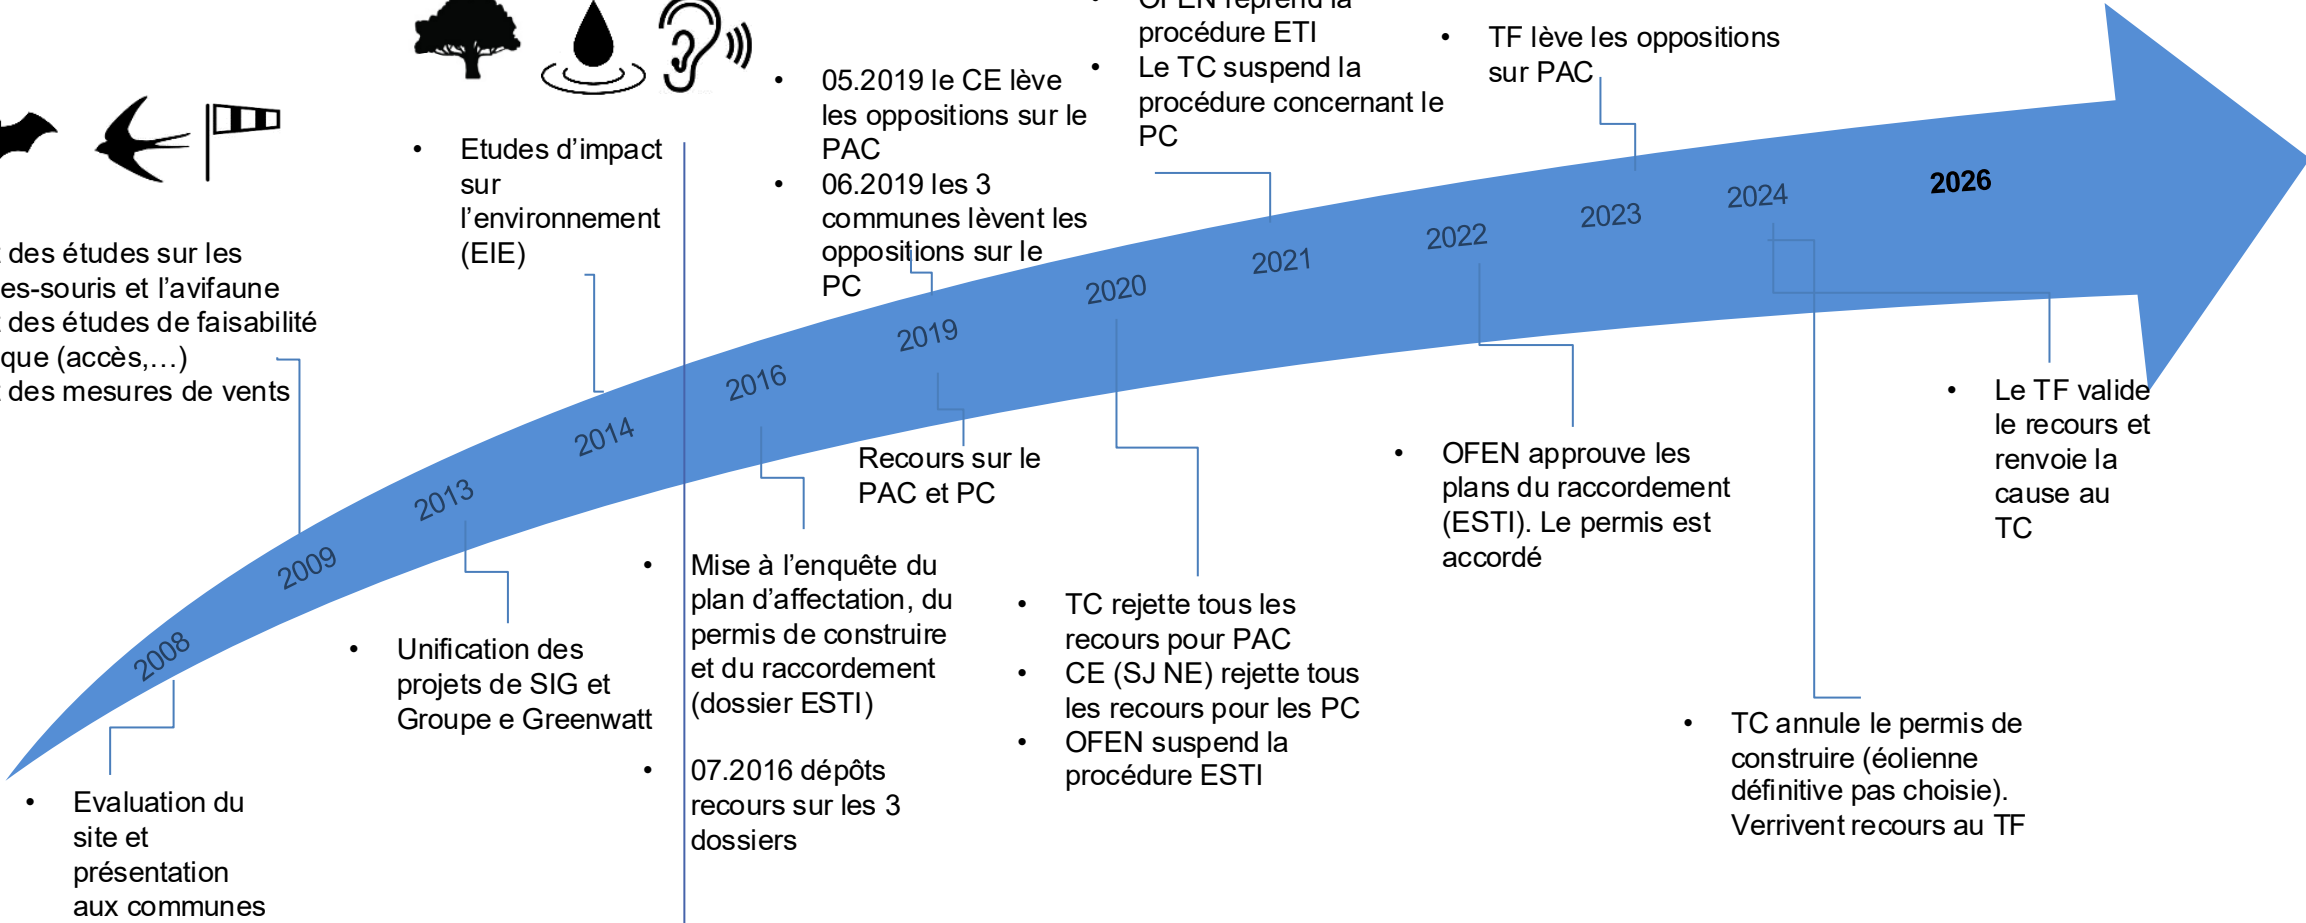 des études sur les
es-souris et l'avifaune
des études de faisabilité
que (accès,…)
des mesures de vents
• Etudes d'impact
sur
l'environnement
(EIE)
• 05.2019 le CE lève
les oppositions sur le
PAC
• 06.2019 les 3
communes lèvent les
oppositions sur le
PC
• OFEN reprend la
procédure ETI
• Le TC suspend la
procédure concernant le
PC
• TF lève les oppositions
sur PAC
2008
2009
2013
2014
2016
2019
2020
2021
2022
2023
2024
2026
• Evaluation du
site et
présentation
aux communes
• Unification des
projets de SIG et
Groupe e Greenwatt
• Mise à l'enquête du
plan d'affectation, du
permis de construire
et du raccordement
(dossier ESTI)
• 07.2016 dépôts
recours sur les 3
dossiers
Recours sur le
PAC et PC
• TC rejette tous les
recours pour PAC
• CE (SJ NE) rejette tous
les recours pour les PC
• OFEN suspend la
procédure ESTI
• OFEN approuve les
plans du raccordement
(ESTI). Le permis est
accordé
• TC annule le permis de
construire (éolienne
définitive pas choisie).
Verrivent recours au TF
• Le TF valide
le recours et
renvoie la
cause au
TC